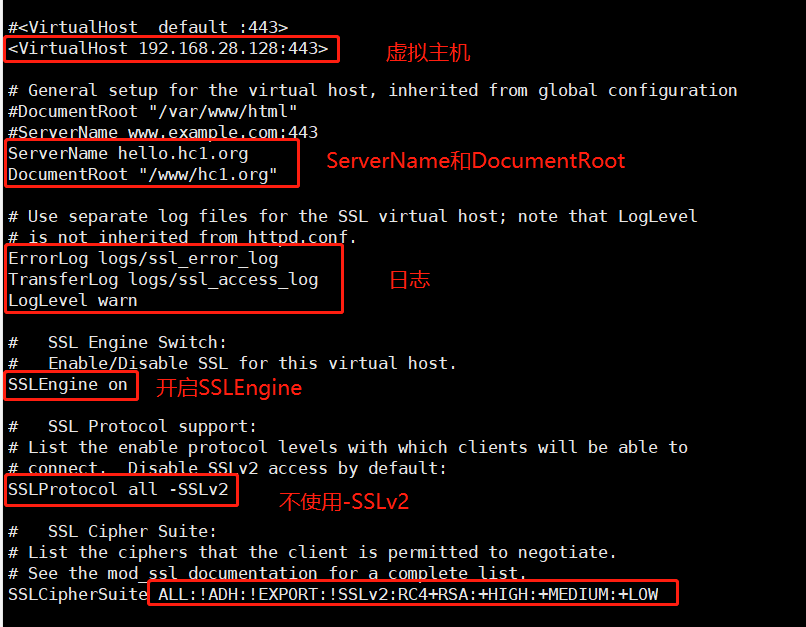 #<VirtualHost  default :443>
<VirtualHost 192.168.28.128:443>
虚拟主机
# General setup for the virtual host, inherited from global configuration
#DocumentRoot "/var/www/html"
#ServerName www.example.com:443
ServerName hello.hc1.org
DocumentRoot "/www/hc1.org"
ServerName和DocumentRoot
# Use separate log files for the SSL virtual host; note that LogLevel
# is not inherited from httpd.conf.
ErrorLog logs/ssl_error_log
TransferLog logs/ssl_access_log
日志
LogLevel warn
#   SSL Engine Switch:
#   Enable/Disable SSL for this virtual host.
SSLEngine on
开启SSLEngine
#   SSL Protocol support:
# List the enable protocol levels with which clients will be able to
# connect.  Disable SSLv2 access by default:
SSLProtocol all -SSLv2
不使用-SSLv2
#   SSL Cipher Suite:
# List the ciphers that the client is permitted to negotiate.
# See the mod_ssl documentation for a complete list.
SSLCipherSuite ALL:!ADH:!EXPORT:!SSLv2:RC4+RSA:+HIGH:+MEDIUM:+LOW